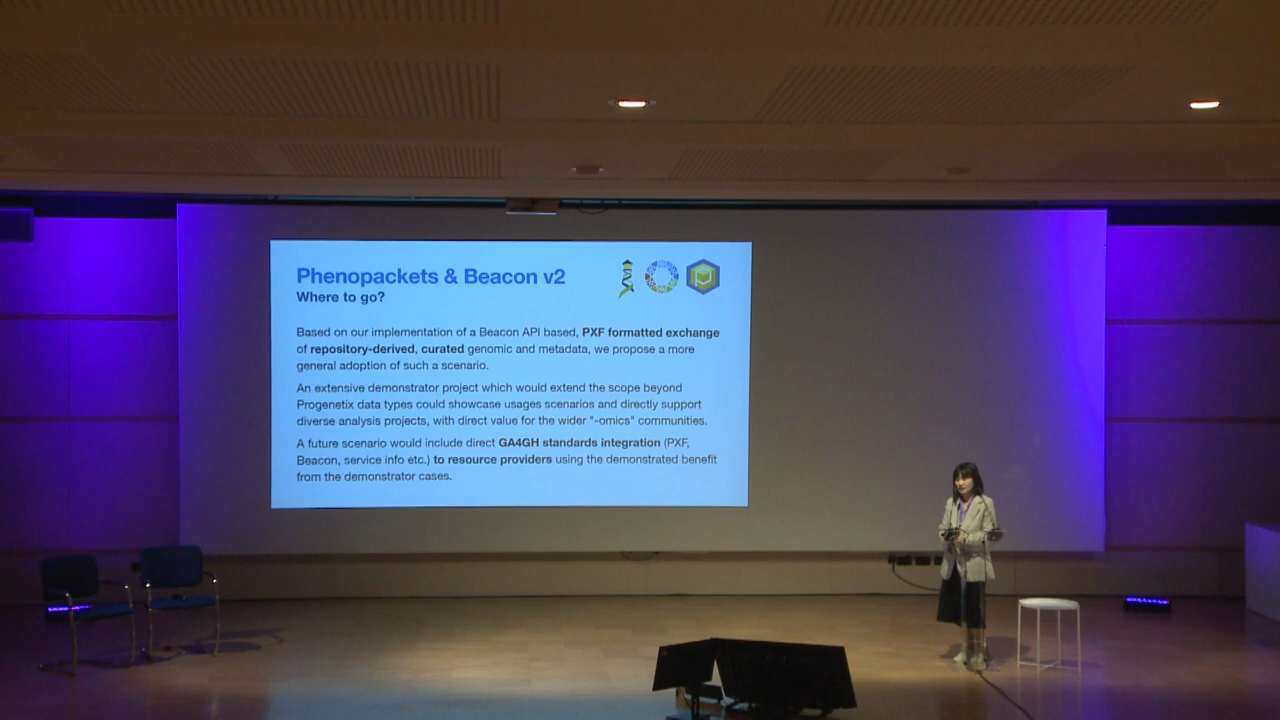 Phenopackets & Beacon v2
Where to go?
Based on our implementation of a Beacon API based, PXF formatted exchange
of repository-derived, curated genomic and metadata, we propose a more
general adoption of such a scenario.
An extensive demonstrator project which would extend the scope beyond
Progenetix data types could showcase usages scenarios and directly support
diverse analysis projects, with direct value for the wider "-omics" communities.
A future scenario would include direct GA4GH standards integration (PXF,
Beacon, service info etc.) to resource providers using the demonstrated benefit
from the demonstrator cases.